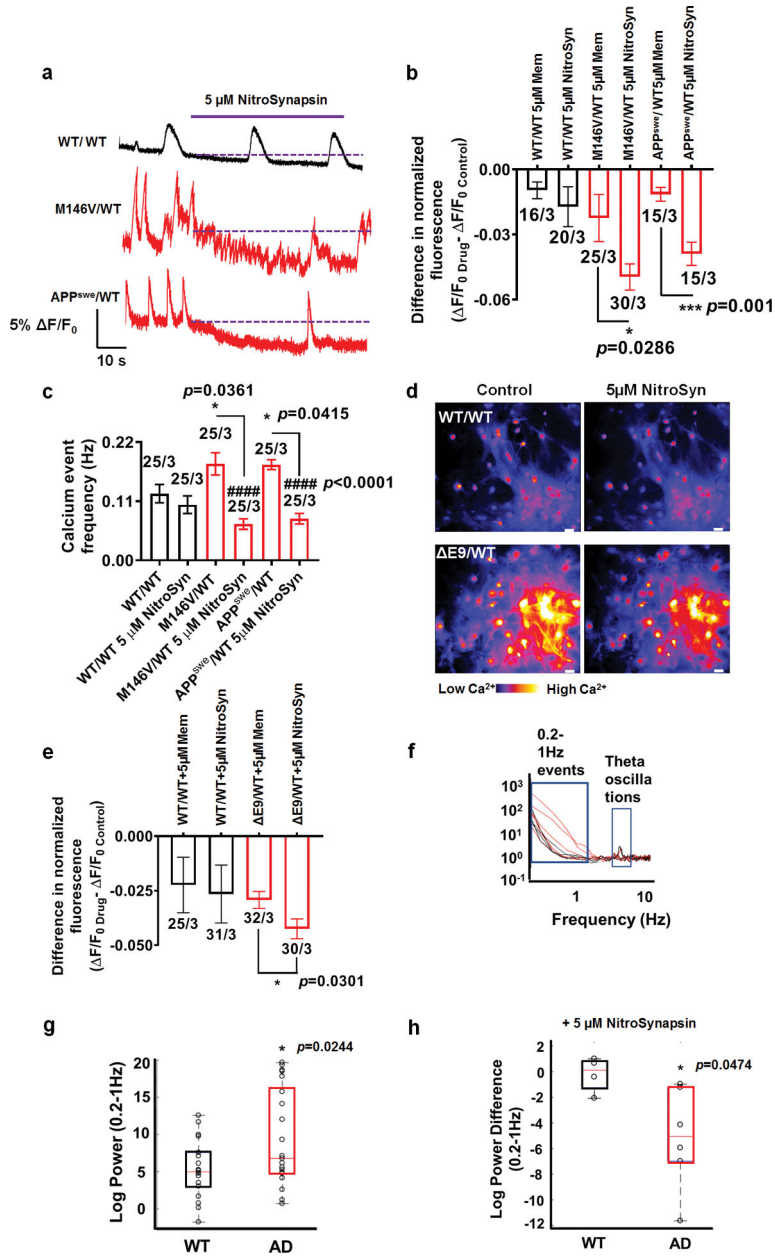 a
5 µM NitroSynapsin
WT/ WT
M146V/WT
APPswe/WT
5% ΔF/F0
10 s
b
WT/WT 5µM Mem
WT/WT 5µM NitroSyn
M146V/WT 5µM Mem
M146V/WT 5µM NitroSyn
APPswe/ WT5µM Mem
APPswe/WT5µM NitroSyn
Difference in normalized
fluorescence
(ΔF/F0 Drug- ΔF/F0 Control)
0.00
-0.03
-0.06
16/3
20/3
25/3
30/3
15/3
15/3
*
p=0.0286
*** p=0.001
c
Calcium event
frequency (Hz)
0.22
0.11
0.00
p=0.0361
*
* p=0.0415
25/3
25/3
25/3
####
25/3
25/3
####
25/3
p<0.0001
WT/WT
WT/WT 5 µM NitroSyn
M146V/WT
M146V/WT 5 µM NitroSyn
APPswe/WT
APPswe/WT 5µM NitroSyn
d
Control
5µM NitroSyn
WT/WT
ΔE9/WT
Low Ca2+
High Ca2+
e
WT/WT+5µM Mem
WT/WT+5µM NitroSyn
ΔE9/WT+5µM Mem
ΔE9/WT+5µM NitroSyn
Difference in normalized
fluorescence
(ΔF/F0 Drug- ΔF/F0 Control)
0.000
-0.025
-0.050
25/3
31/3
32/3
30/3
* p=0.0301
f
0.2-
1Hz
events
Theta
oscilla
tions
103
102
101
100
10-1
1
10
Frequency (Hz)
g
Log Power (0.2-1Hz)
20
15
10
5
0
*
p=0.0244
WT
AD
h
+ 5 µM NitroSynapsin
Log Power Difference
(0.2-1Hz)
2
0
-2
-4
-6
-8
-10
-12
* p=0.0474
WT
AD